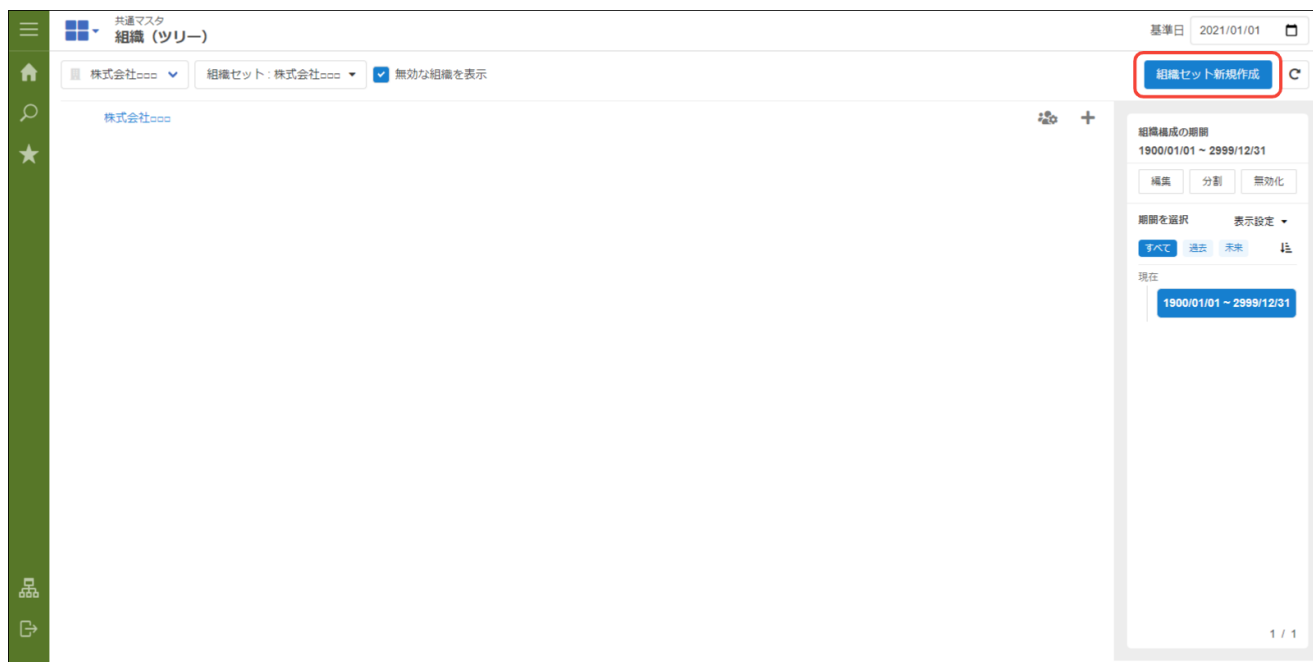 共通マスタ
組織（ツリー）
基準日 2021/01/01
株式会社□□□
組織セット : 株式会社□□□
無効な組織を表示
組織セット新規作成
株式会社□□□
組織構成の期間
1900/01/01 ~ 2999/12/31
編集 分割 無効化
期間を選択 表示設定
すべて 過去 未来
現在
1900/01/01 ~ 2999/12/31
1 / 1